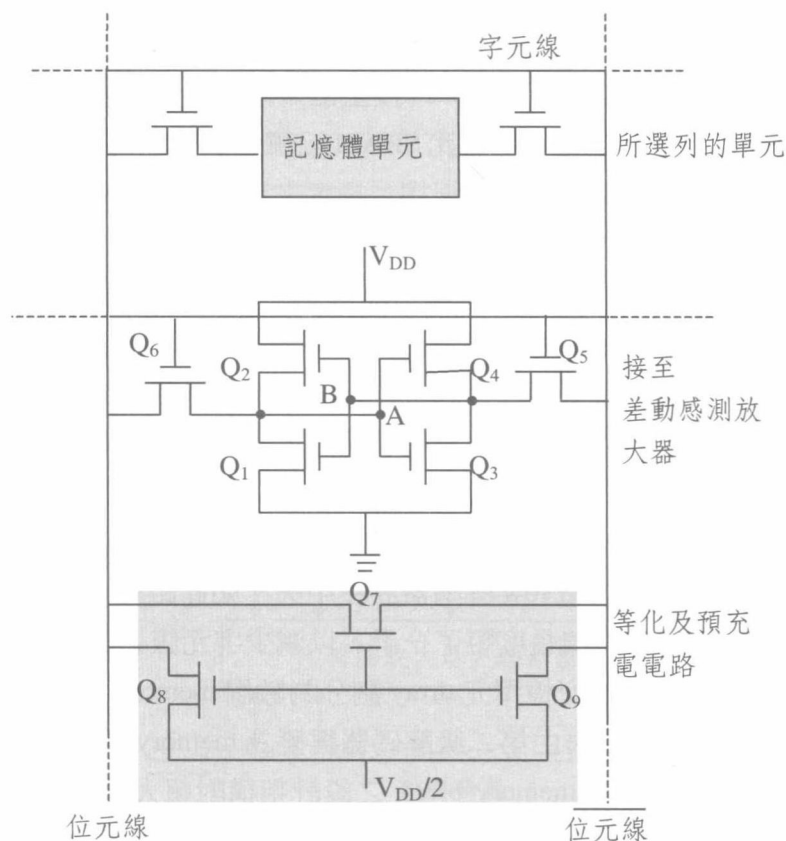 字元線
記憶體單元
所選列的單元
V_DD
Q₆
Q₅
Q₂
Q₄
B
A
接至
差動感測放
大器
Q₁
Q₃
Q₇
等化及預充
電電路
Q₈
Q₉
V_DD/2
位元線
位元線